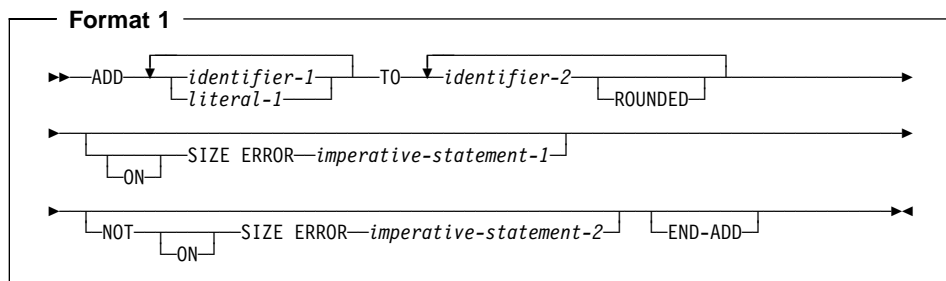 Format 1
ADD identifier-1 TO identifier-2
literal-1 ROUNDED
SIZE ERROR imperative-statement-1
ON
NOT SIZE ERROR imperative-statement-2 END-ADD
ON